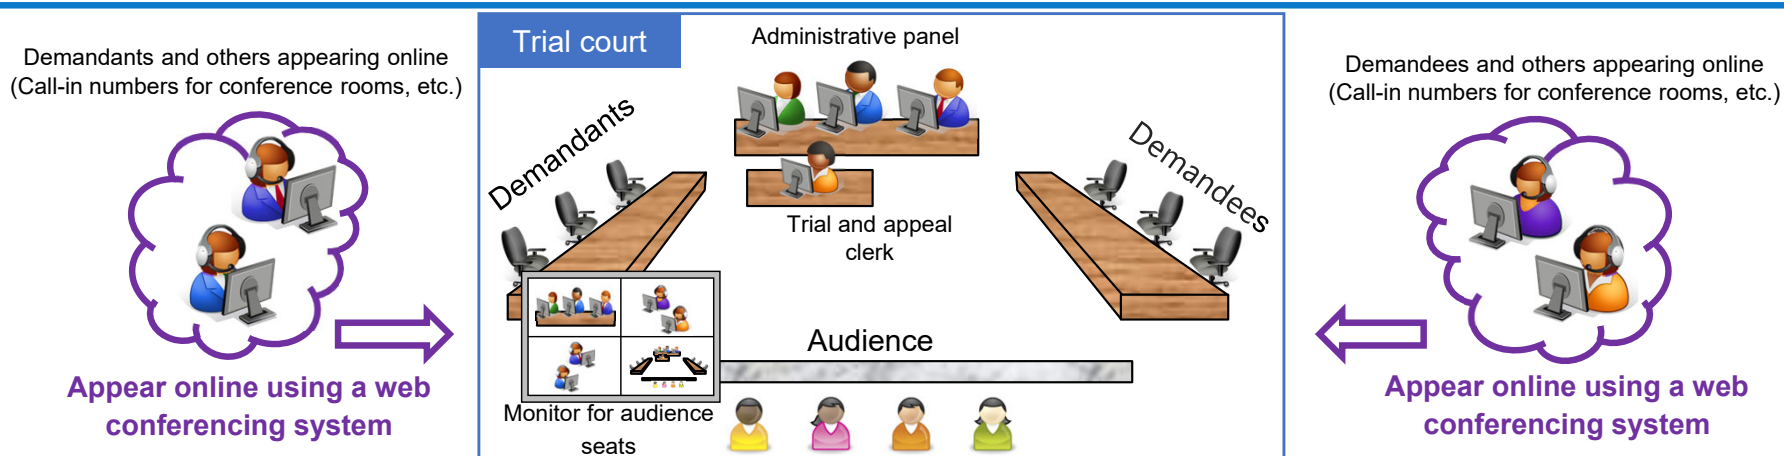 Demandants and others appearing online
(Call-in numbers for conference rooms, etc.)
Appear online using a web
conferencing system
Trial court
Administrative panel
Demandants
Demandees
Trial and appeal
clerk
Audience
Monitor for audience
seats
Demandees and others appearing online
(Call-in numbers for conference rooms, etc.)
Appear online using a web
conferencing system